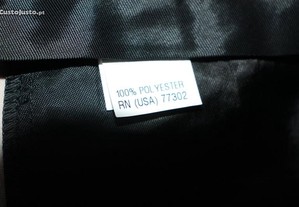 CustoJusto.pt
100% POLYESTER
RN (USA) 77302